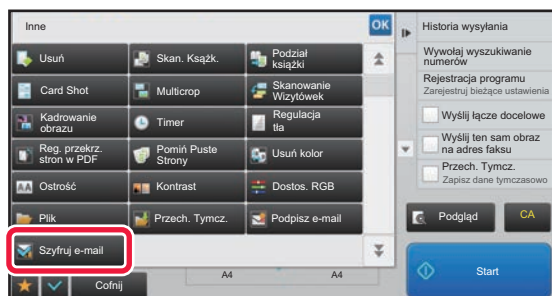 Inne
OK
Usuń
Skan. Książk.
Podział
książki
Card Shot
Multicrop
Skanowanie
Wizytówek
Kadrowanie
obrazu
Timer
Regulacja
tła
Reg. przekrz.
stron w PDF
Pomiń Puste
Strony
Usuń kolor
Ostrość
Kontrast
Dostos. RGB
Plik
Przech. Tymcz.
Podpisz e-mail
Szyfruj e-mail
Cofnij
A4
A4
Historia wysyłania
Wywołaj wyszukiwanie
numerów
Rejestracja programu
Zarejestruj bieżące ustawienia
Wyślij łącze docelowe
Wyślij ten sam obraz
na adres faksu
Przech. Tymcz.
Zapisz dane tymczasowo
Podgląd
CA
Start